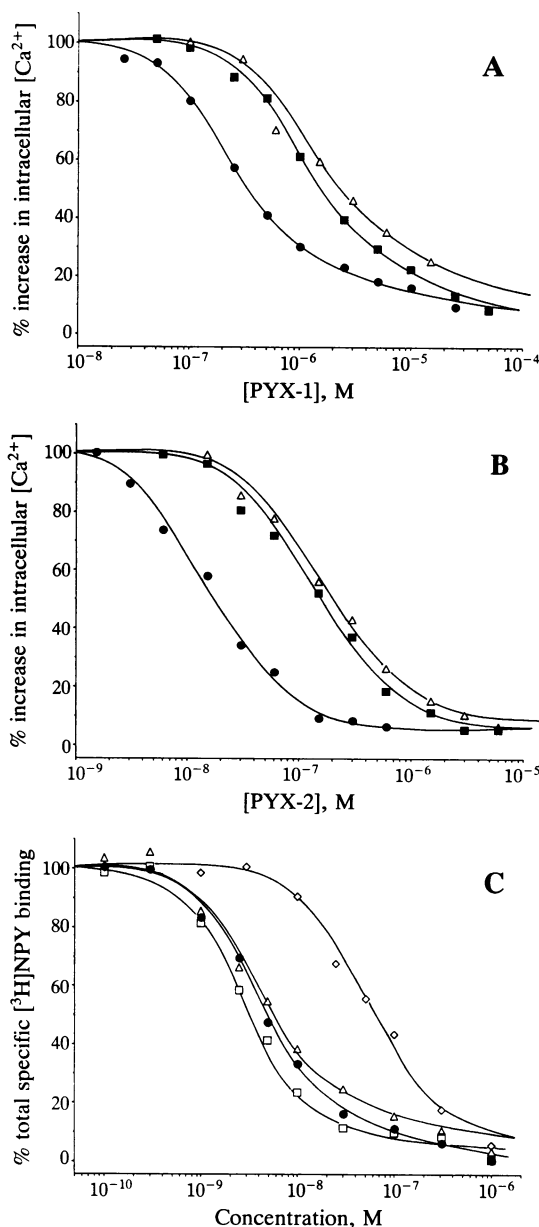 A
% increase in intracellular [Ca²⁺]
100
80
60
40
20
0
10⁻⁸ 10⁻⁷ 10⁻⁶ 10⁻⁵ 10⁻⁴
[PYX-1], M
B
% increase in intracellular [Ca²⁺]
100
80
60
40
20
0
10⁻⁹ 10⁻⁸ 10⁻⁷ 10⁻⁶ 10⁻⁵
[PYX-2], M
C
% total specific [³H]NPY binding
100
80
60
40
20
0
10⁻¹⁰ 10⁻⁹ 10⁻⁸ 10⁻⁷ 10⁻⁶
Concentration, M